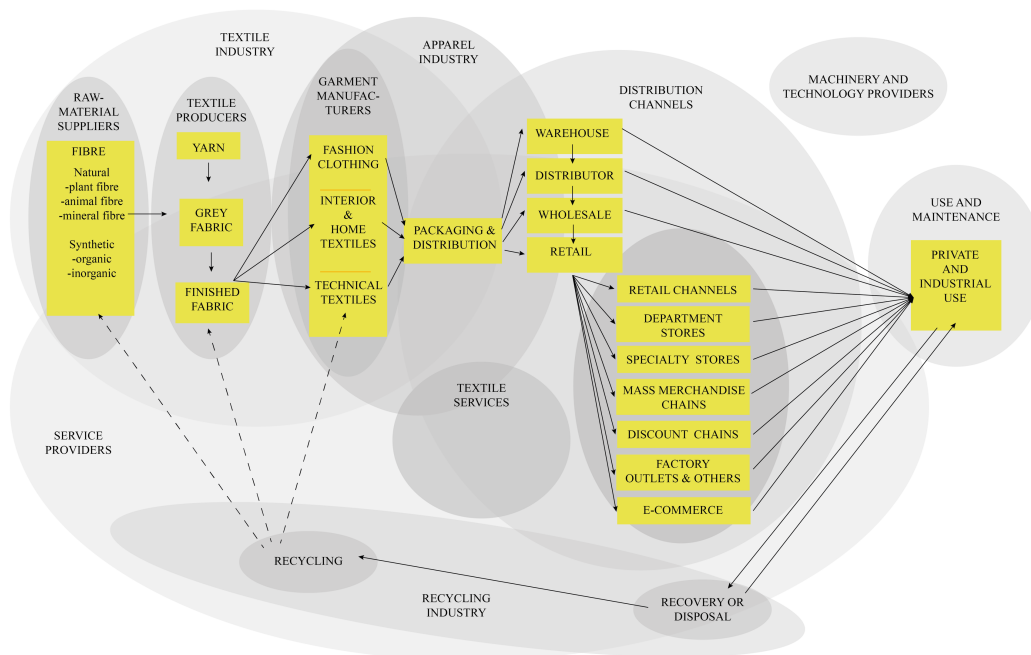 TEXTILE
INDUSTRY
APPAREL
INDUSTRY
RAW-
MATERIAL
SUPPLIERS
TEXTILE
PRODUCERS
GARMENT
MANUFAC-
TURERS
DISTRIBUTION
CHANNELS
MACHINERY AND
TECHNOLOGY PROVIDERS
FIBRE
Natural
-plant fibre
-animal fibre
-mineral fibre
Synthetic
-organic
-inorganic
YARN
GREY
FABRIC
FINISHED
FABRIC
FASHION
CLOTHING
INTERIOR
&
HOME
TEXTILES
TECHNICAL
TEXTILES
PACKAGING &
DISTRIBUTION
WAREHOUSE
DISTRIBUTOR
WHOLESALE
RETAIL
RETAIL CHANNELS
DEPARTMENT
STORES
SPECIALTY STORES
MASS MERCHANDISE
CHAINS
DISCOUNT CHAINS
FACTORY
OUTLETS & OTHERS
E-COMMERCE
USE AND
MAINTENANCE
PRIVATE
AND
INDUSTRIAL
USE
TEXTILE
SERVICES
SERVICE
PROVIDERS
RECYCLING
RECYCLING
INDUSTRY
RECOVERY OR
DISPOSAL